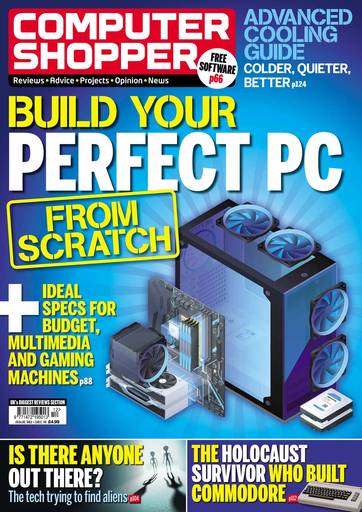 COMPUTER
SHOPPER
Reviews • Advice • Projects • Opinion • News
FREE
SOFTWARE
p66
ADVANCED
COOLING
GUIDE
COLDER, QUIETER,
BETTER p124
BUILD YOUR
PERFECT PC
FROM
SCRATCH
+ IDEAL
SPECS FOR
BUDGET,
MULTIMEDIA
AND GAMING
MACHINES p88
UK's BIGGEST REVIEWS SECTION
£4.99
IS THERE ANYONE
OUT THERE?
The tech trying to find aliens p104
THE HOLOCAUST
SURVIVOR WHO BUILT
COMMODORE p112